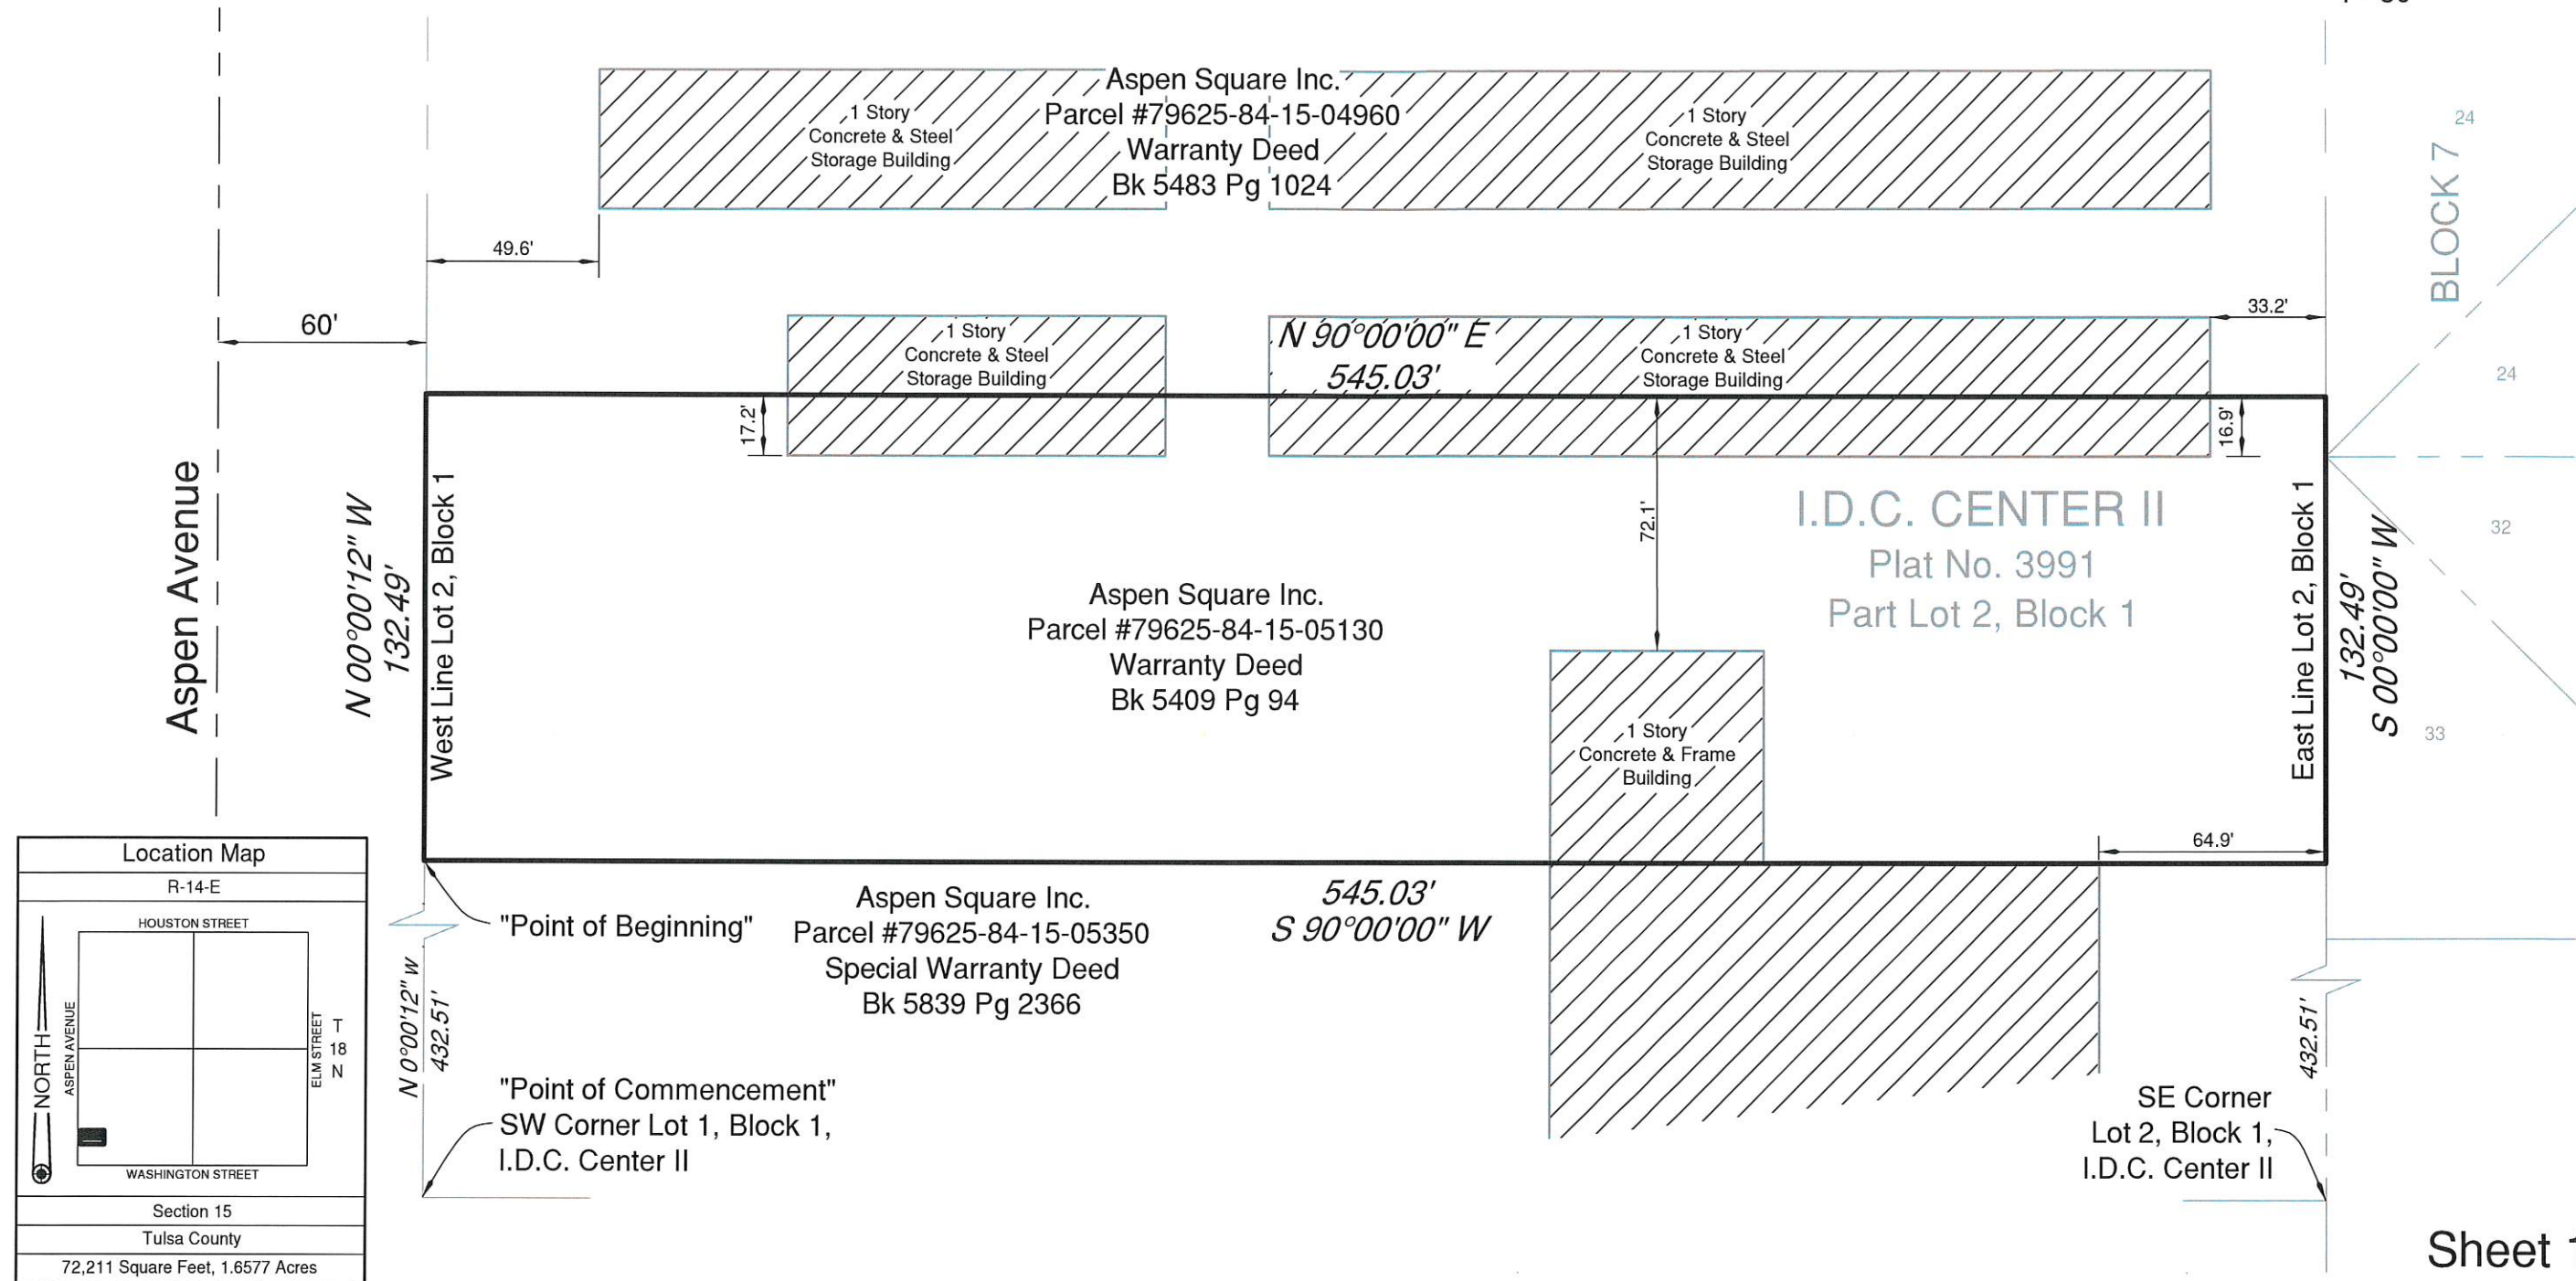 Aspen Square Inc.
Parcel #79625-84-15-04960
Warranty Deed
Bk 5483 Pg 1024
1 Story
Concrete & Steel
Storage Building
1 Story
Concrete & Steel
Storage Building
24
BLOCK 7
49.6'
60'
33.2'
1 Story
Concrete & Steel
Storage Building
N 90°00'00" E
545.03'
1 Story
Concrete & Steel
Storage Building
17.2'
16.9'
24
Aspen Avenue
N 00°00'12" W
132.49'
West Line Lot 2, Block 1
72.1'
I.D.C. CENTER II
Plat No. 3991
Part Lot 2, Block 1
East Line Lot 2, Block 1
132.49'
S 00°00'00" W
32
33
Aspen Square Inc.
Parcel #79625-84-15-05130
Warranty Deed
Bk 5409 Pg 94
1 Story
Concrete & Frame
Building
64.9'
"Point of Beginning"
Aspen Square Inc.
Parcel #79625-84-15-05350
Special Warranty Deed
Bk 5839 Pg 2366
545.03'
S 90°00'00" W
N 0°00'12" W
432.51'
432.51'
"Point of Commencement"
SW Corner Lot 1, Block 1,
I.D.C. Center II
SE Corner
Lot 2, Block 1,
I.D.C. Center II
Location Map
R-14-E
HOUSTON STREET
NORTH
ASPEN AVENUE
ELM STREET
T
18
N
WASHINGTON STREET
Section 15
Tulsa County
72,211 Square Feet, 1.6577 Acres
Sheet 1